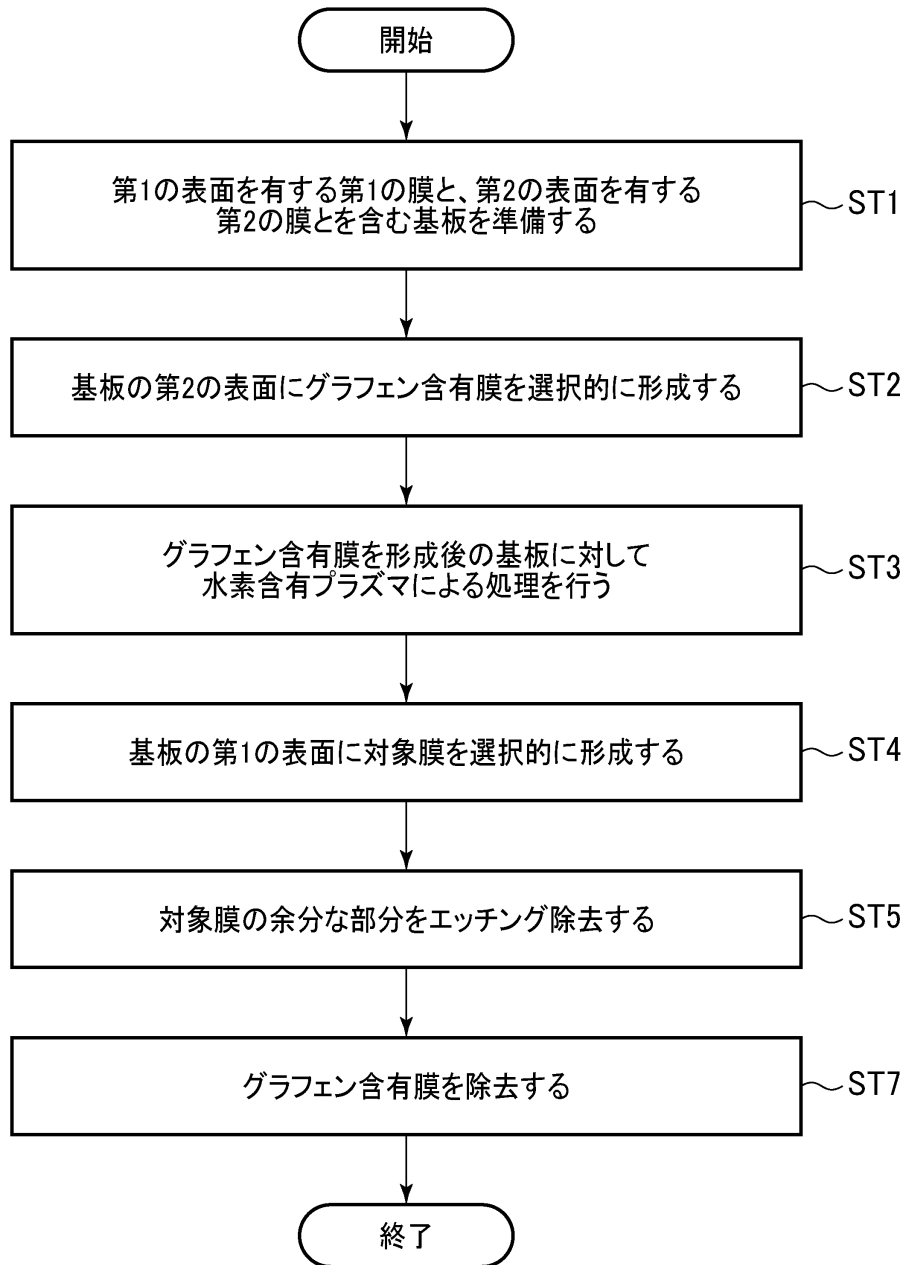 開始
第1の表面を有する第1の膜と、第2の表面を有する
第2の膜とを含む基板を準備する
ST1
基板の第2の表面にグラフェン含有膜を選択的に形成する
ST2
グラフェン含有膜を形成後の基板に対して
水素含有プラズマによる処理を行う
ST3
基板の第1の表面に対象膜を選択的に形成する
ST4
対象膜の余分な部分をエッチング除去する
ST5
グラフェン含有膜を除去する
ST7
終了